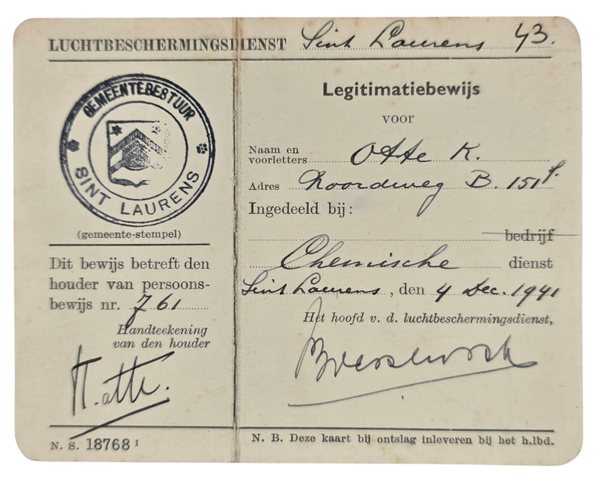 LUCHTBESCHERMINGSDIENST Sint Laurens 43.
GEMEENTEBESTUUR
SINT LAURENS
(gemeente-stempel)
Dit bewijs betreft den
houder van persoons-
bewijs nr. 761
Handteekening
van den houder
K. Otte.
N. S. 18768¹
Legitimatiebewijs
voor
Naam en
voorletters Otte K.
Adres Noordweg B. 151
Ingedeeld bij:
bedrijf
Chemische dienst
Sint Laurens, den 4 Dec. 1941
Het hoofd v. d. luchtbeschermingsdienst,
N. B. Deze kaart bij ontslag inleveren bij het h.lbd.